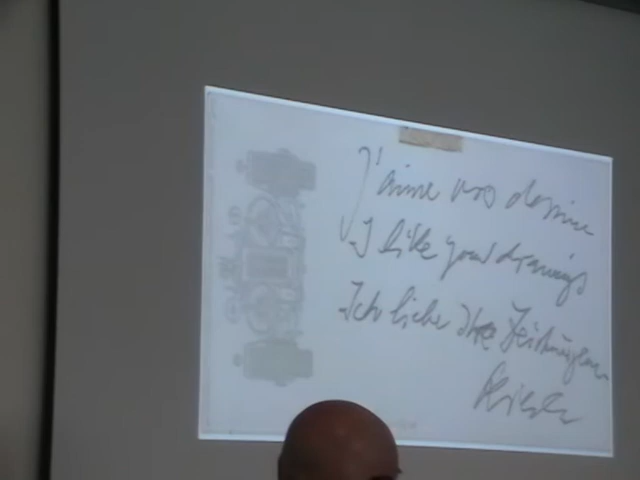 J'aime vos dessins
I like your drawings
Ich liebe Ihre Zeichnungen